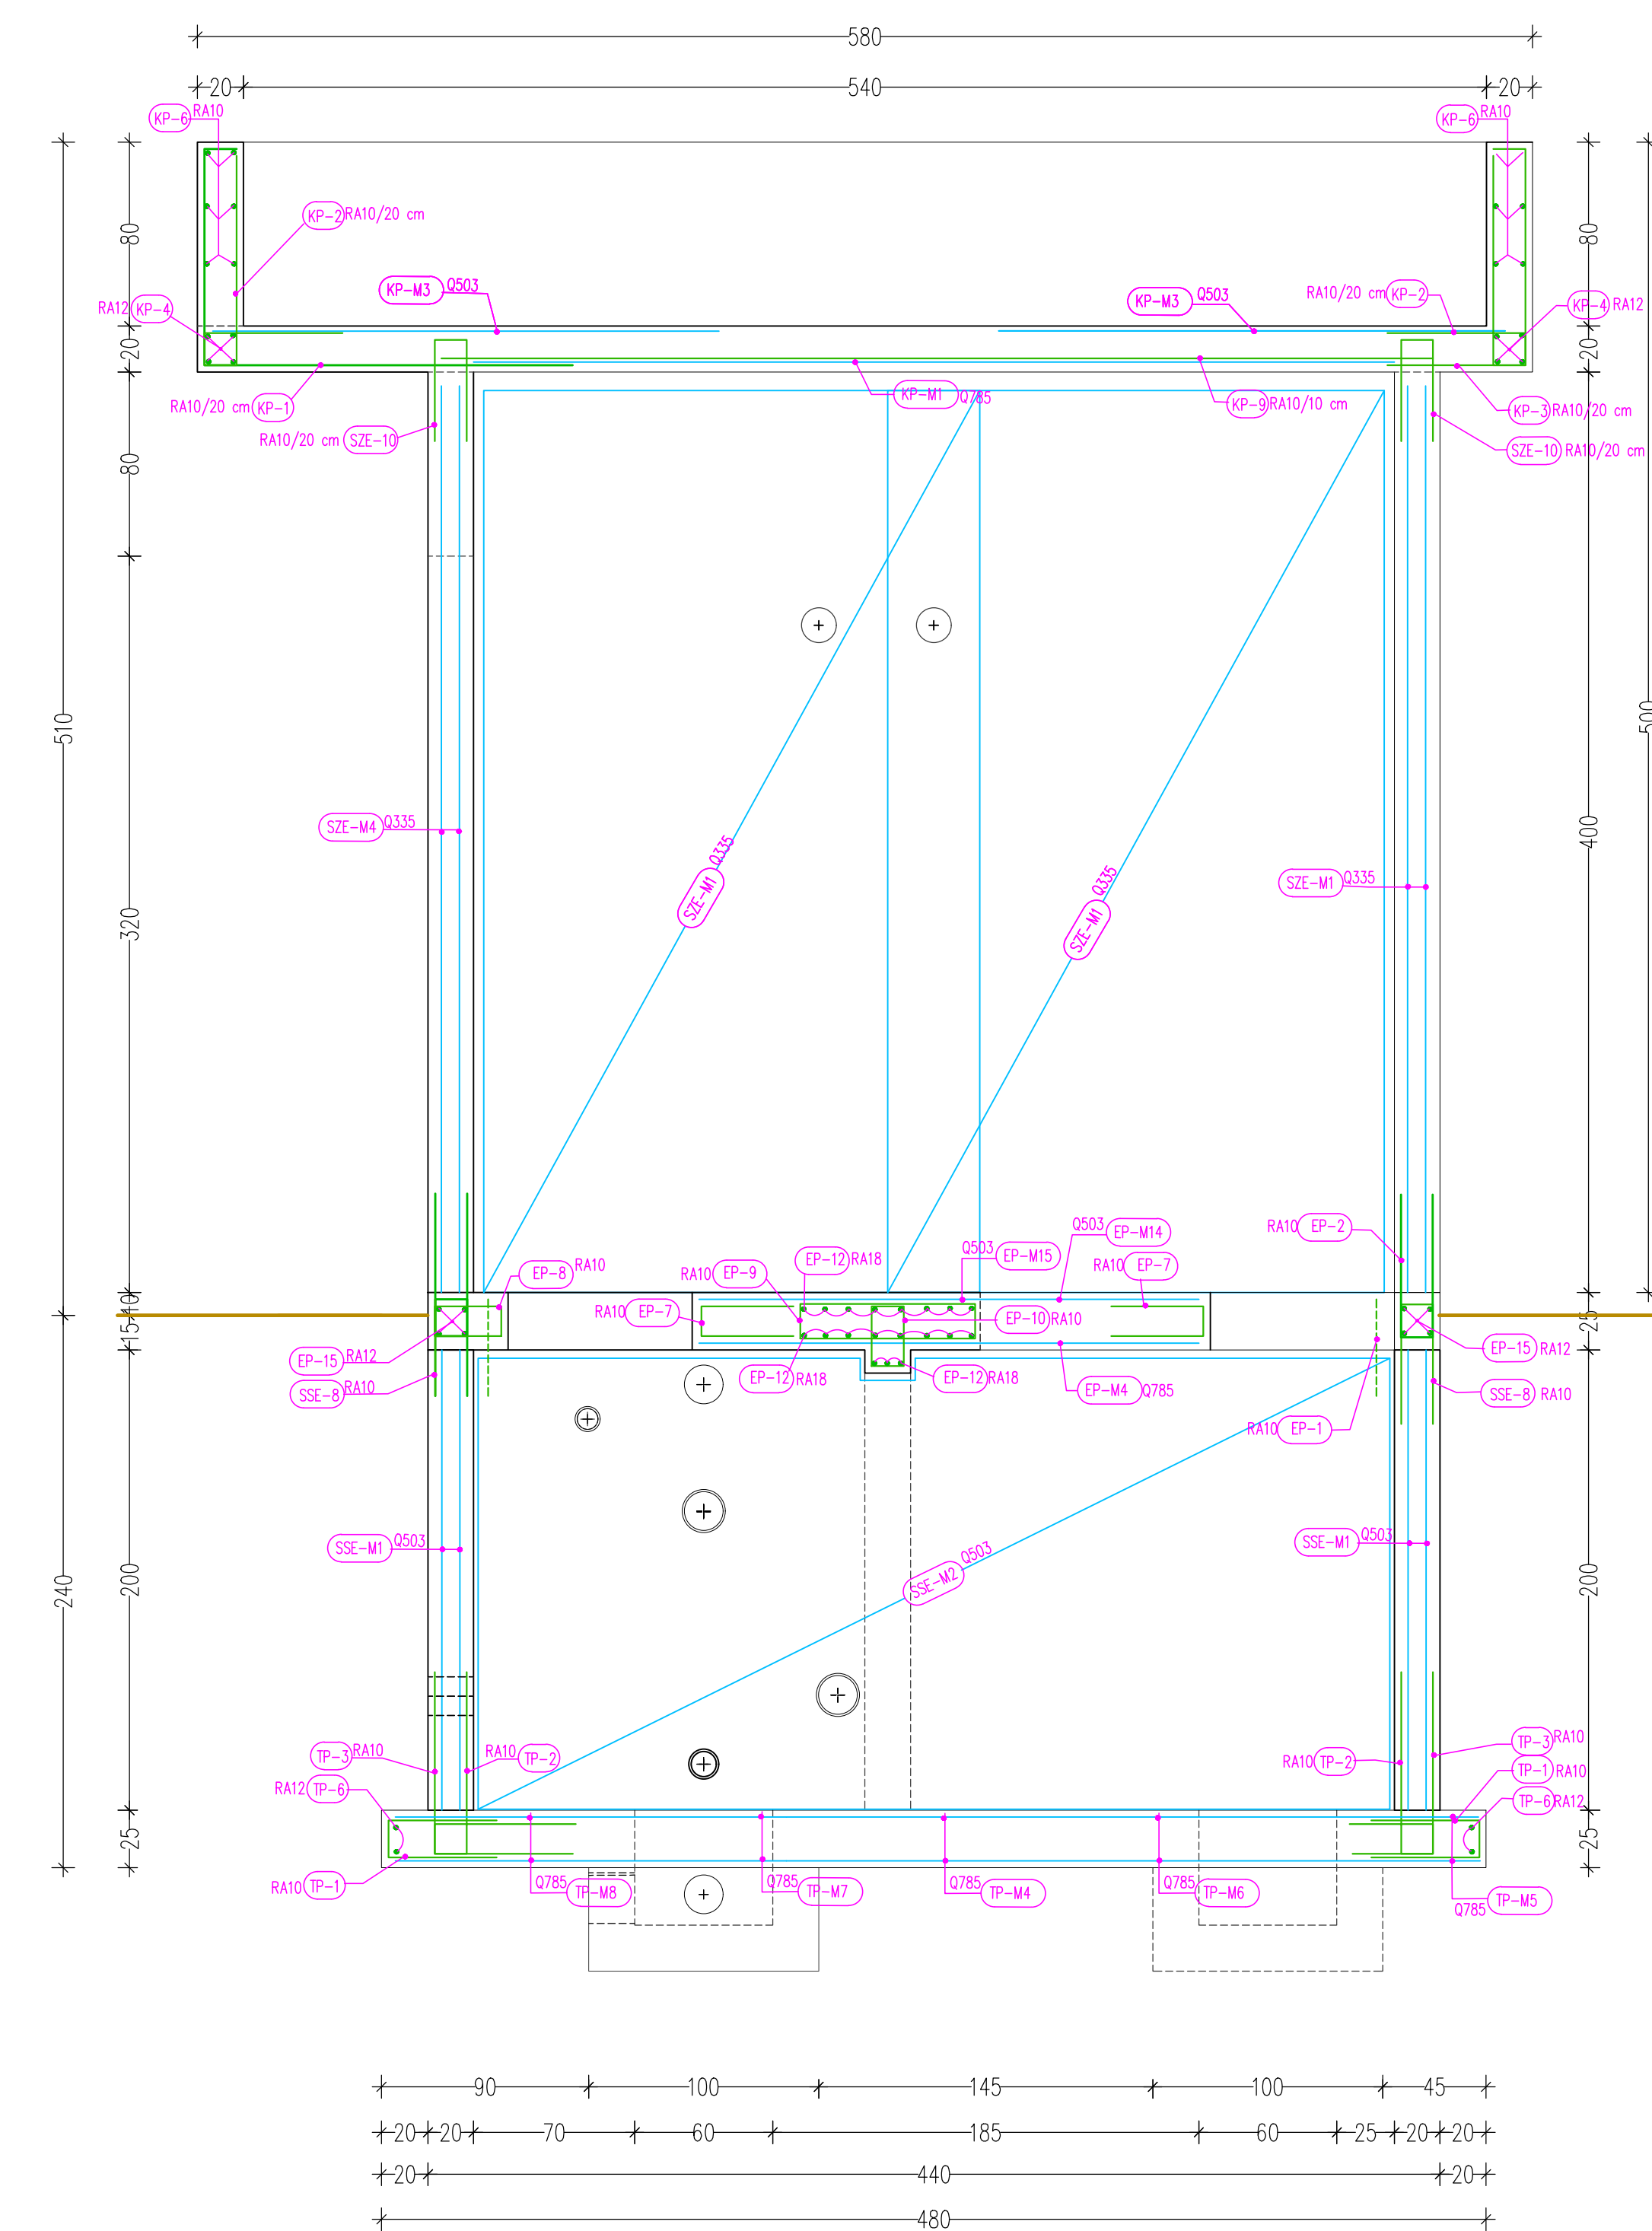 580
20 540 20
KP-6 RA10 KP-6 RA10
80 KP-2 RA10/20 cm 80
KP-M3 Q503 KP-M3 Q503 RA10/20 cm KP-2
RA12 KP-4 KP-4 RA12
20 20
KP-M1 Q785 KP-9 RA10/10 cm
RA10/20 cm KP-1 KP-3 RA10/20 cm
RA10/20 cm SZE-10 SZE-10 RA10/20 cm
80
510 500
SZE-M4 Q335 400
SZE-M1 Q335 SZE-M1 Q335 SZE-M1 Q335
320
RA10 EP-2
Q503 EP-M14
Q503 EP-M15
EP-8 RA10 RA10 EP-9 EP-12 RA18 RA10 EP-7
RA10 EP-7 EP-10 RA10
10 15 25
EP-15 RA12 EP-15 RA12
SSE-8 RA10 EP-12 RA18 EP-12 RA18 EP-M4 Q785 SSE-8 RA10
RA10 EP-1
SSE-M1 Q503 SSE-M1 Q503
240 200 SSE-M2 Q503 200
TP-3 RA10 RA10 TP-2 RA10 TP-2 TP-3 RA10
RA12 TP-6 TP-1 RA10
TP-6 RA12
25 25
RA10 TP-1 Q785 TP-M8 Q785 TP-M7 Q785 TP-M4 Q785 TP-M6 Q785 TP-M5
90 100 145 100 45
20 20 70 60 185 60 25 20 20
20 440 20
480